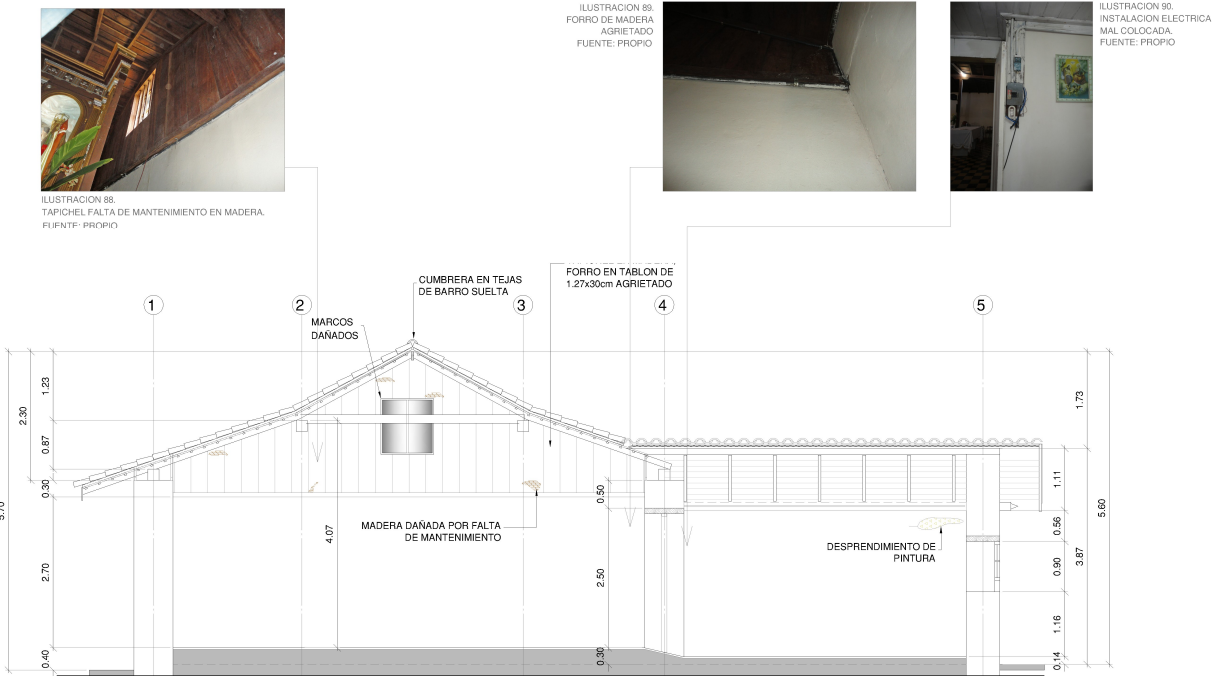 ILUSTRACION 89.
FORRO DE MADERA
AGRIETADO
FUENTE: PROPIO
ILUSTRACION 90.
INSTALACION ELECTRICA
MAL COLOCADA.
FUENTE: PROPIO
ILUSTRACION 88.
TAPICHEL FALTA DE MANTENIMIENTO EN MADERA.
FUENTE: PROPIO
CUMBRERA EN TEJAS
DE BARRO SUELTA
FORRO EN TABLON DE
1.27x30cm AGRIETADO
1
2
3
4
5
MARCOS
DAÑADOS
MADERA DAÑADA POR FALTA
DE MANTENIMIENTO
DESPRENDIMIENTO DE
PINTURA
5.70
2.30
1.23
0.87
0.30
2.70
0.40
4.07
0.50
2.50
0.30
1.73
1.11
0.56
0.90
1.16
0.14
3.87
5.60